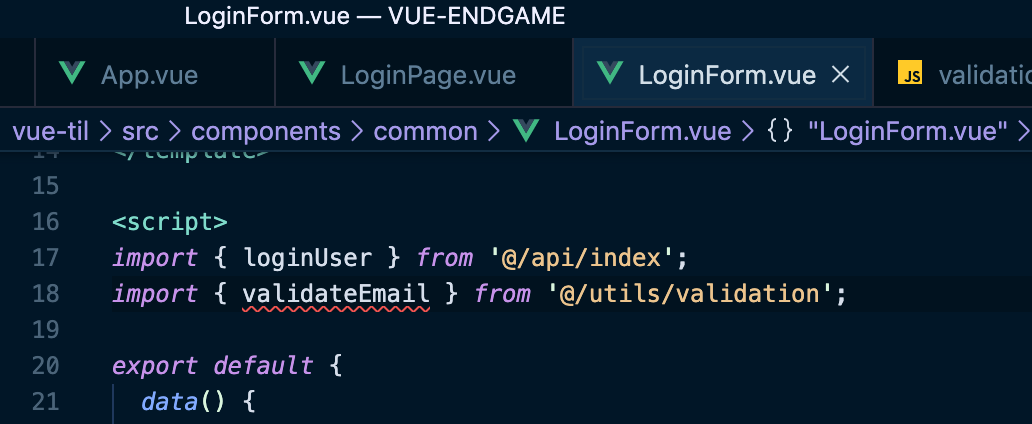 LoginForm.vue — VUE-ENDGAME
App.vue LoginPage.vue LoginForm.vue × JS
vue-til > src > components > common > LoginForm.vue > {} "LoginForm.vue" >
14 </template>
15
16 <script>
17 import { loginUser } from '@/api/index';
18 import { validateEmail } from '@/utils/validation';
19
20 export default {
21 data() {